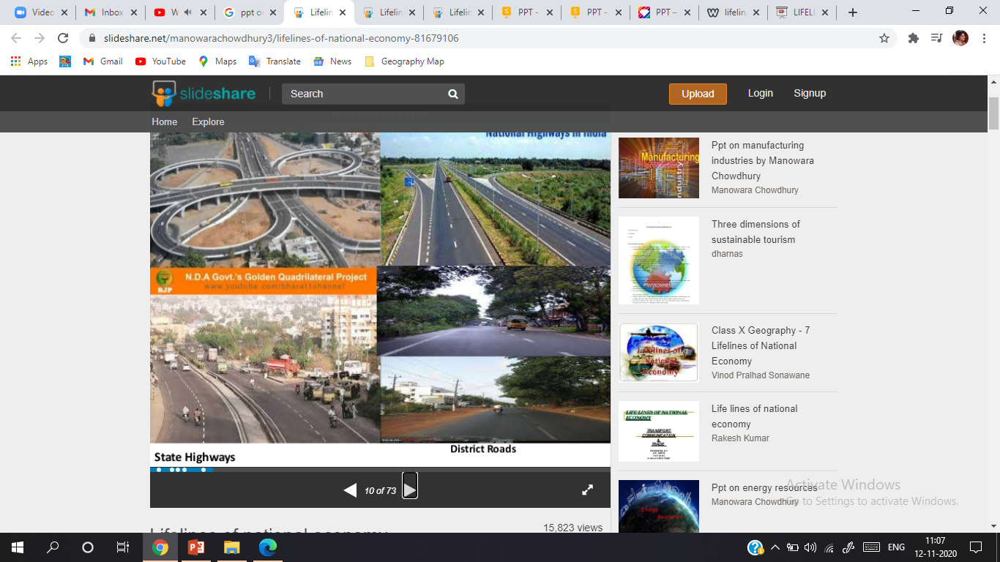 Video
Inbox
W
ppt o
Lifelin
Lifelin
Lifelin
PPT -
PPT -
PPT –
lifelin
LIFEL
slideshare.net/manowarachowdhury3/lifelines-of-national-economy-81679106
Apps
Gmail
YouTube
Maps
Translate
News
Geography Map
slideshare
Search
Upload
Login
Signup
Home
Explore
National Highways in India
N.D.A Govt.'s Golden Quadrilateral Project
www.youtube.com/bharat1channel
BJP
State Highways
District Roads
10 of 73
Lifelines of national economy
15,823 views
Manufacturing
production
industry
Ppt on manufacturing
industries by Manowara
Chowdhury
Manowara Chowdhury
ENVIRONMENT
Three dimensions of
sustainable tourism
dharnas
Lifelines of
National
Economy
Class X Geography - 7
Lifelines of National
Economy
Vinod Pralhad Sonawane
LIFE LINES OF NATIONAL
ECONOMY
TRANSPORT
COMMUNICATION
&
TRADE
Life lines of national
economy
Rakesh Kumar
Energy
Resources
Ppt on energy resources
Manowara Chowdhury
Activate Windows
Go to Settings to activate Windows.
ENG
11:07
12-11-2020